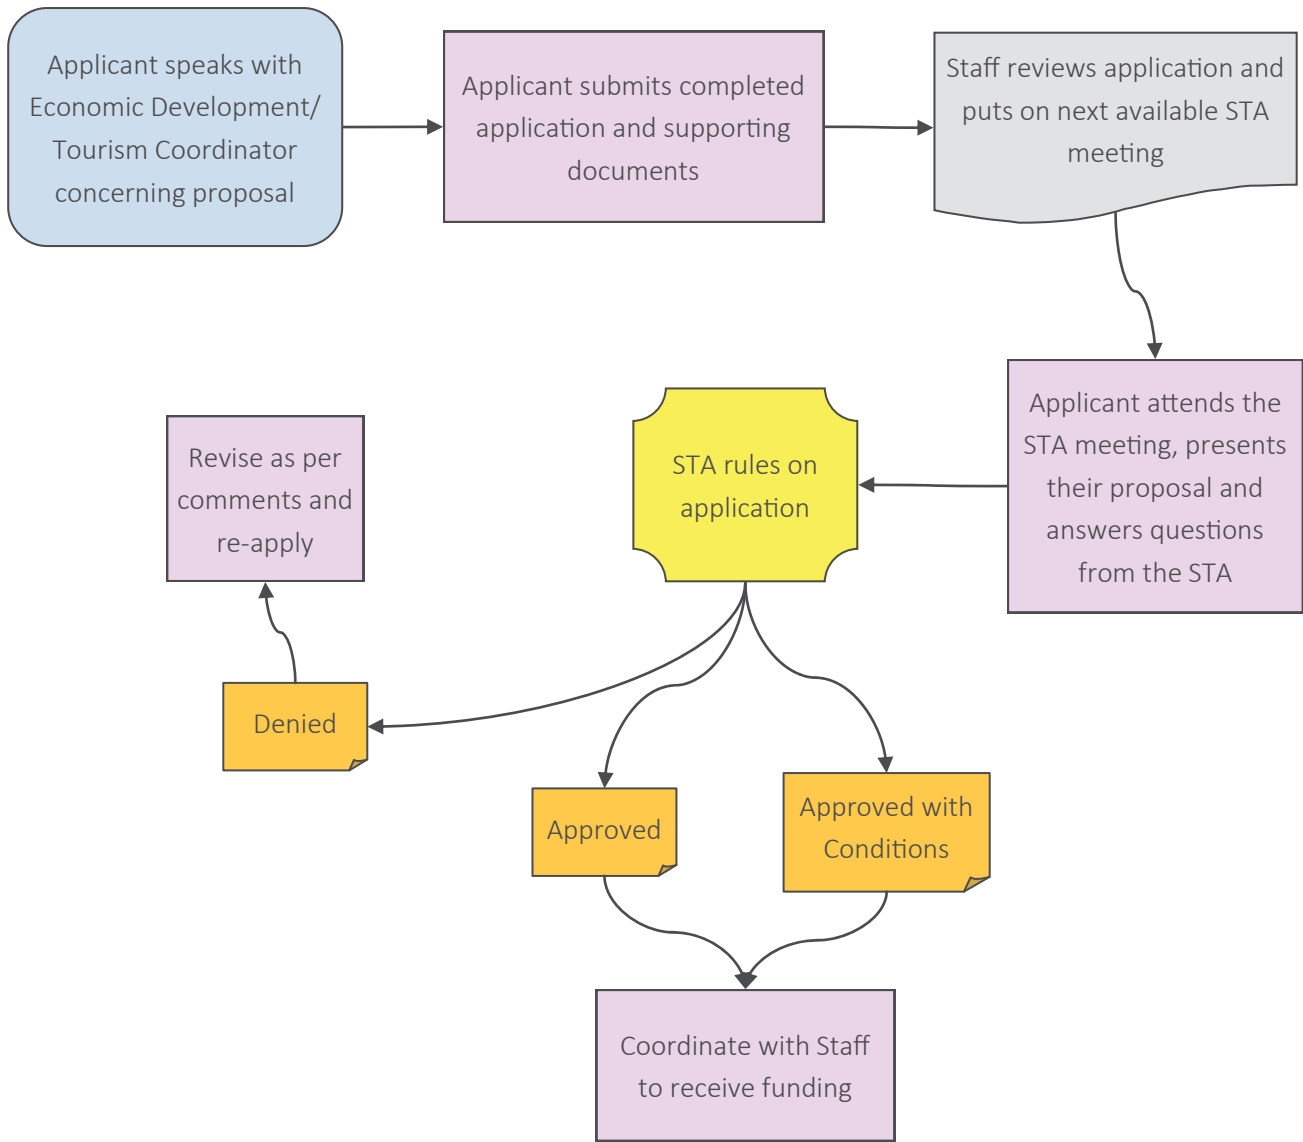 Applicant speaks with
Economic Development/
Tourism Coordinator
concerning proposal
Applicant submits completed
application and supporting
documents
Staff reviews application and
puts on next available STA
meeting
Applicant attends the
STA meeting, presents
their proposal and
answers questions
from the STA
STA rules on
application
Revise as per
comments and
re-apply
Denied
Approved
Approved with
Conditions
Coordinate with Staff
to receive funding